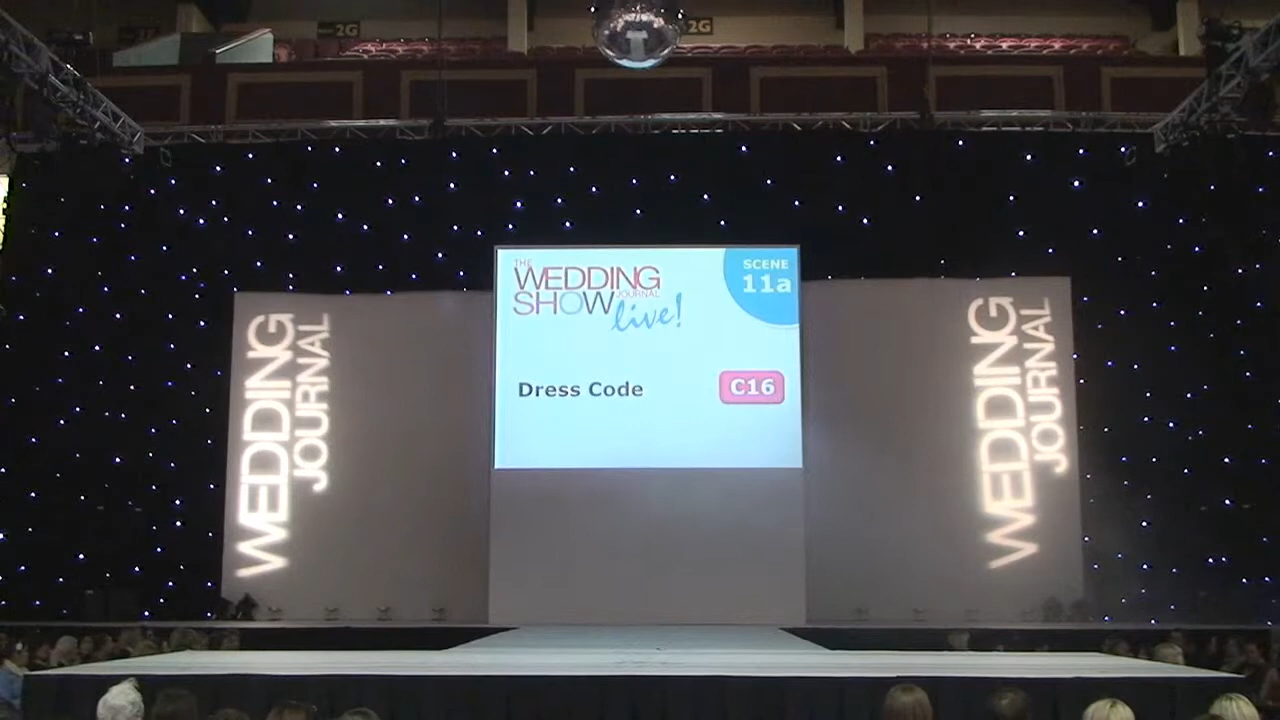 2G
2G
THE
WEDDING
SHOW JOURNAL
live!
SCENE
11a
Dress Code
C16
WEDDING
JOURNAL
WEDDING
JOURNAL